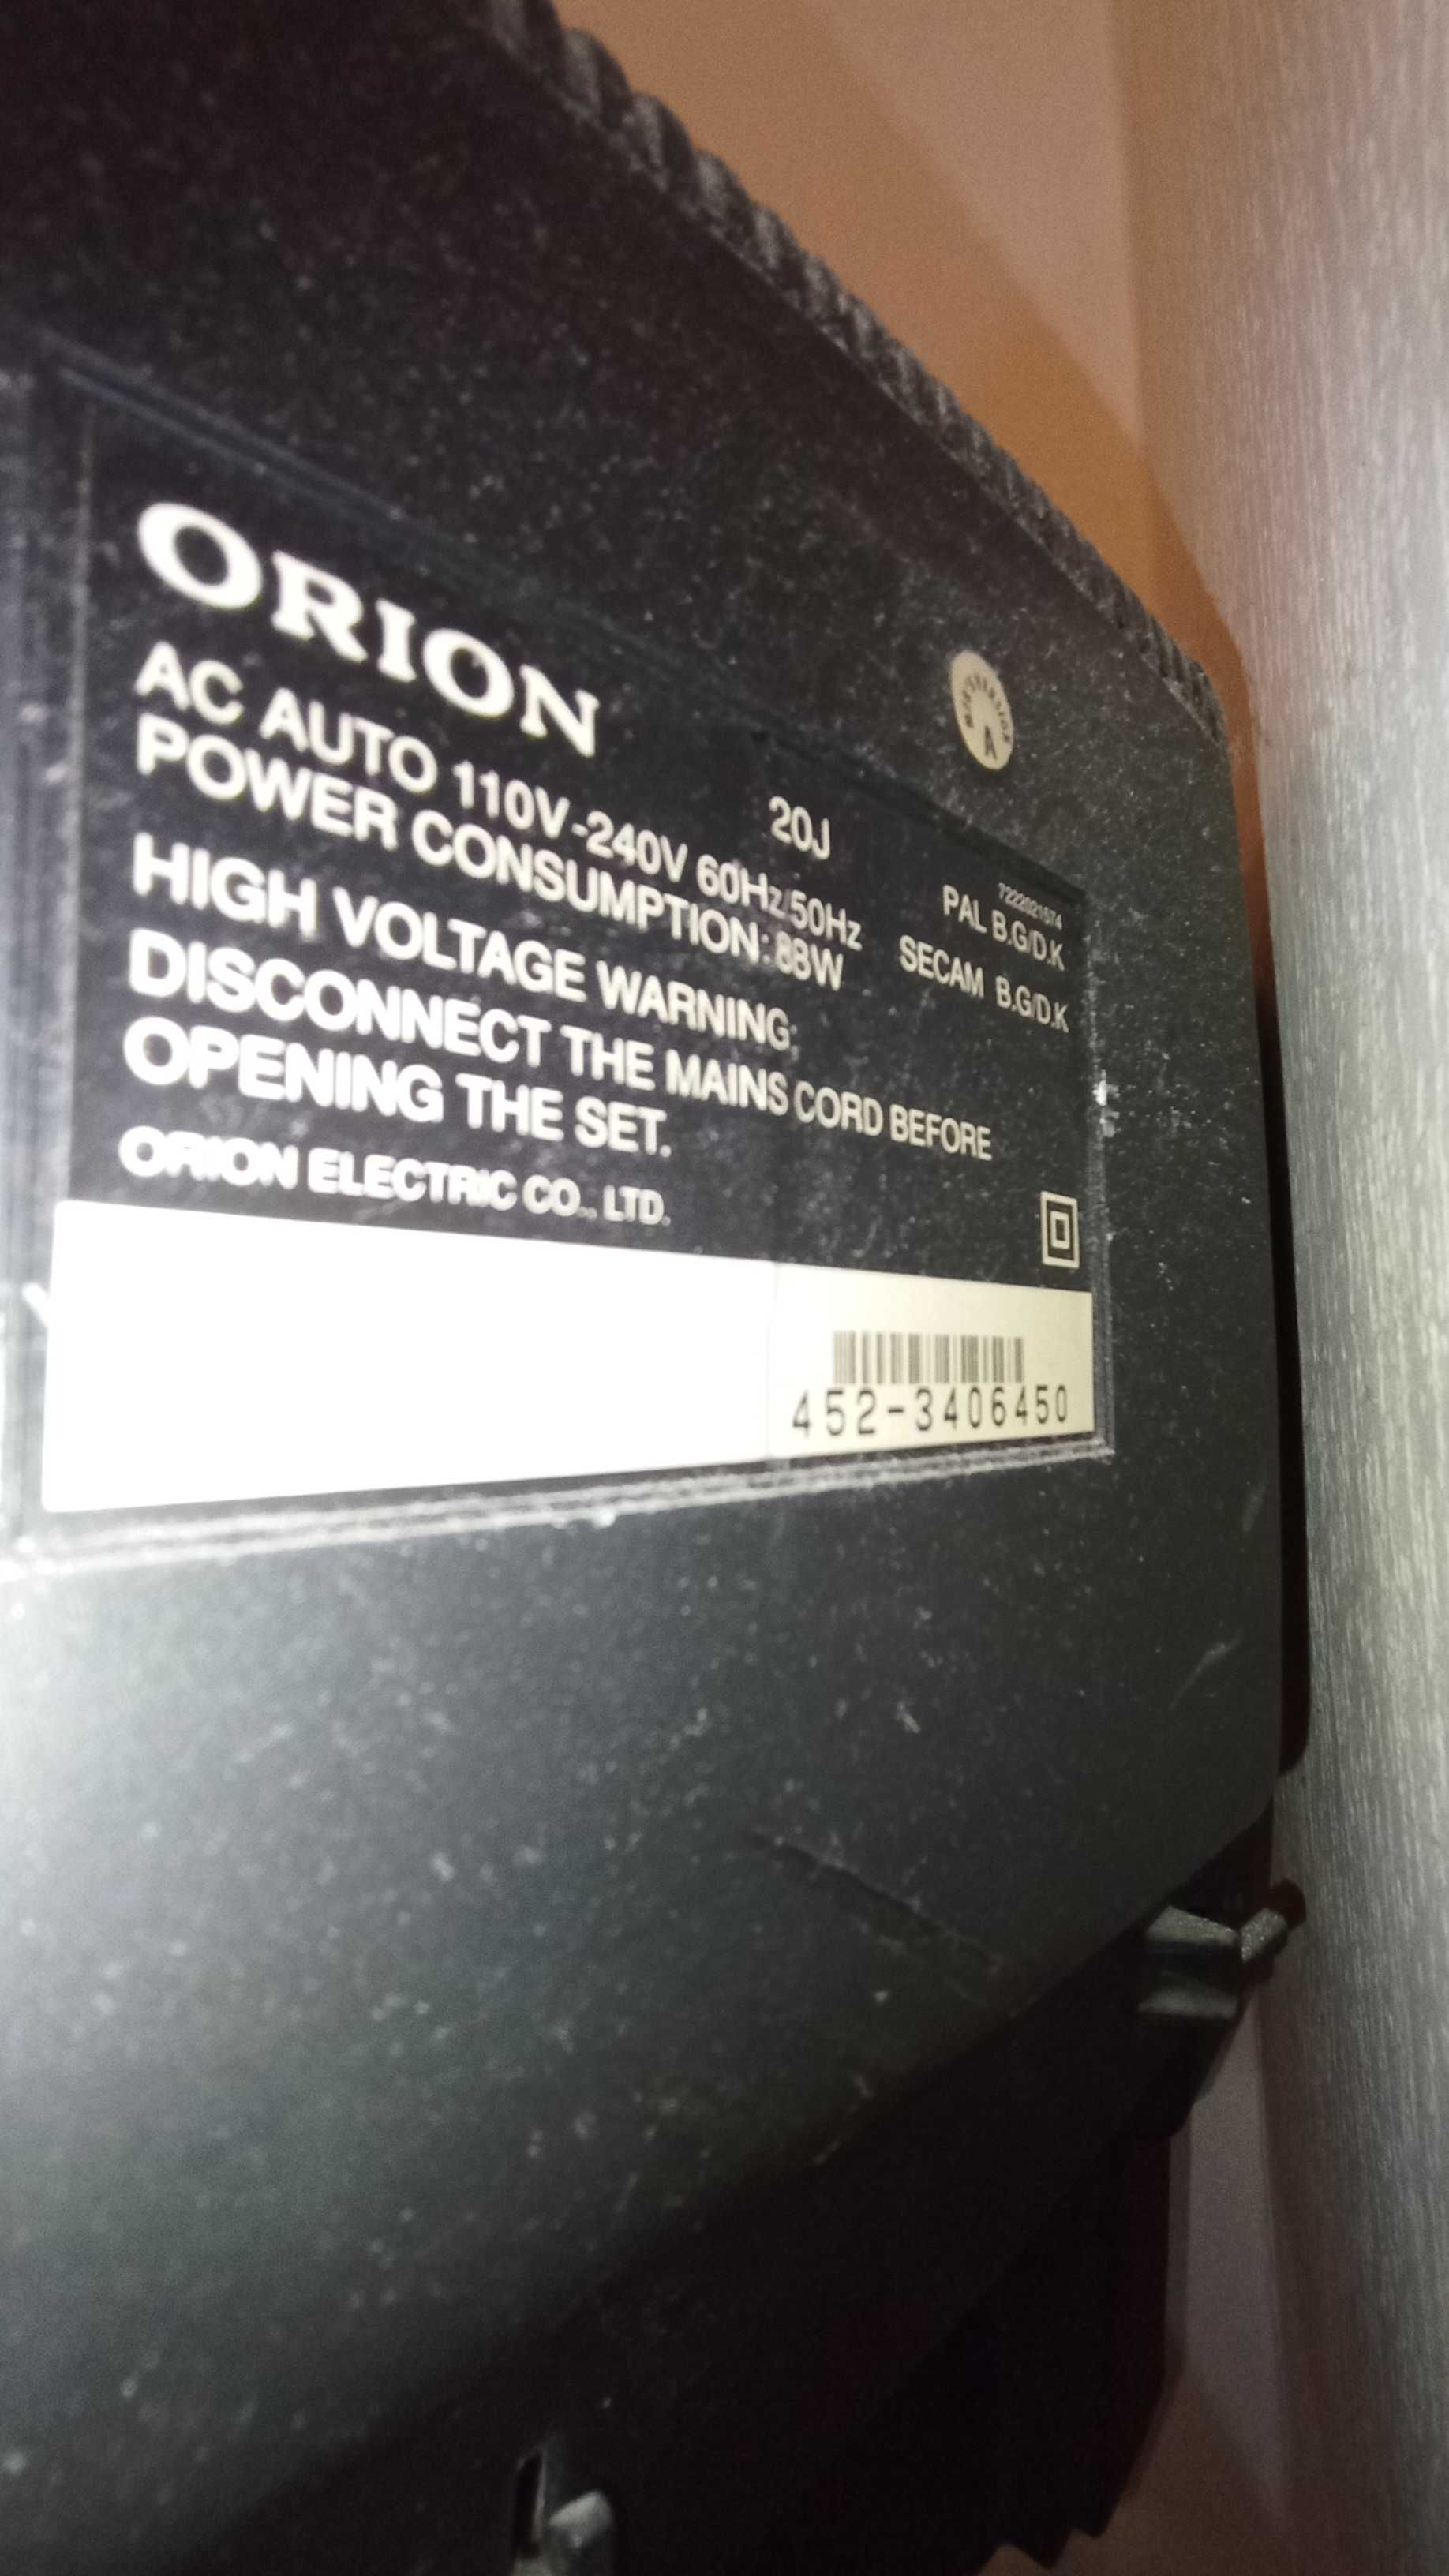 ORION
20J
AC AUTO 110V-240V 60Hz/50Hz
POWER CONSUMPTION: 88W
7222021674
PAL B.G/D.K
SECAM B.G/D.K
HIGH VOLTAGE WARNING;
DISCONNECT THE MAINS CORD BEFORE
OPENING THE SET.
ORION ELECTRIC CO., LTD.
452-3406450
A